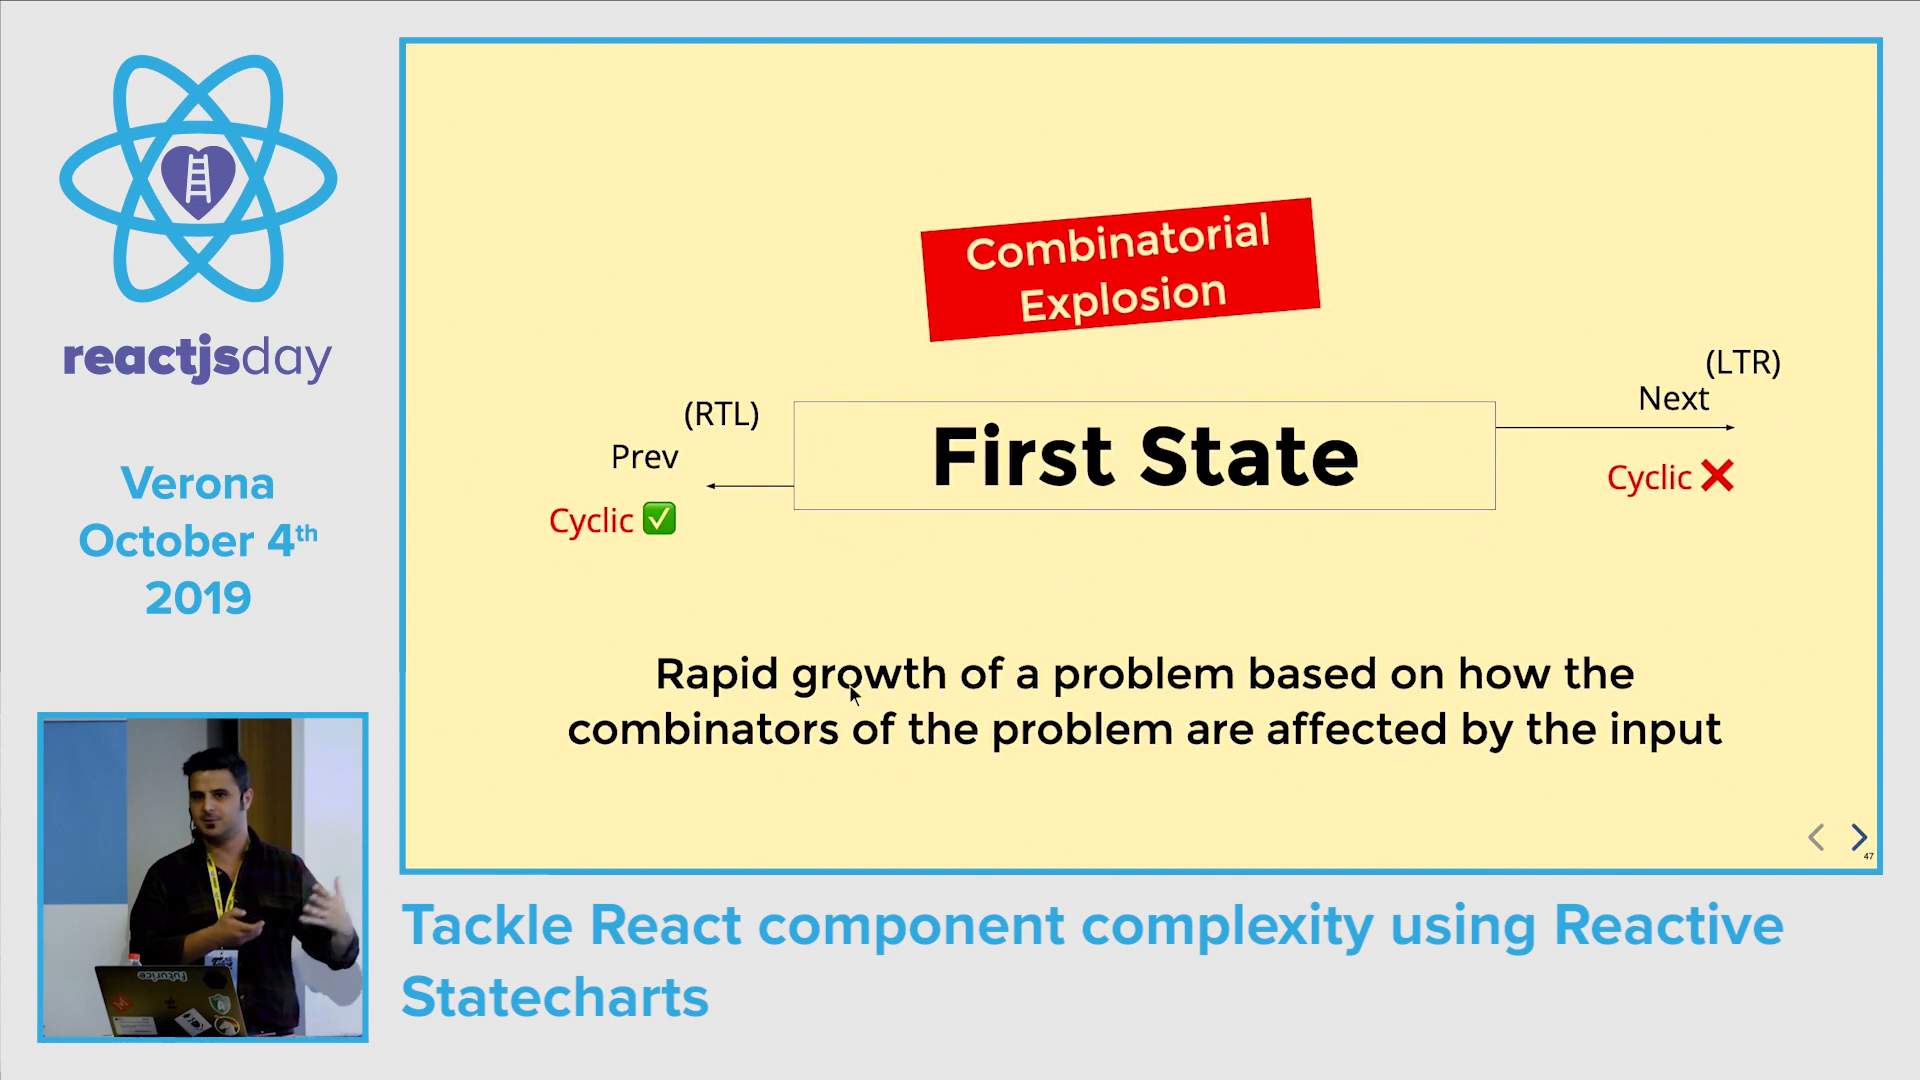 reactjsday
Verona
October 4th
2019
Combinatorial
Explosion
(LTR)
Next
(RTL)
Prev
First State
Cyclic ❌
Cyclic ✅
Rapid growth of a problem based on how the
combinators of the problem are affected by the input
47
Tackle React component complexity using Reactive
Statecharts
futurice